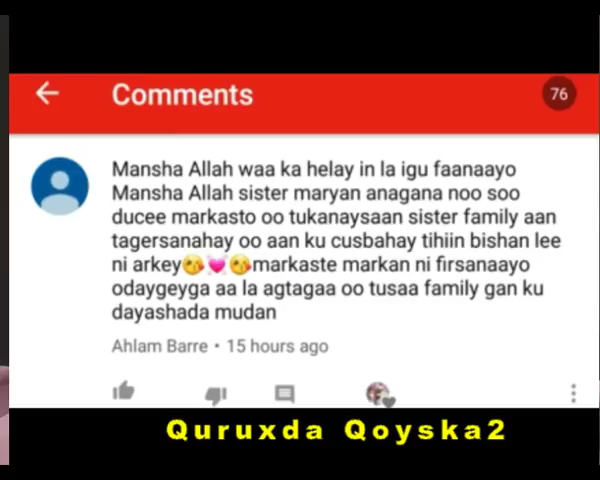 Comments
76
Mansha Allah waa ka helay in la igu faanaayo
Mansha Allah sister maryan anagana noo soo
ducee markasto oo tukanaysaan sister family aan
tagersanahay oo aan ku cusbahay tihiin bishan lee
ni arkey😘💓😘markaste markan ni firsanaayo
odaygeyga aa la agtagaa oo tusaa family gan ku
dayashada mudan
Ahlam Barre • 15 hours ago
Quruxda Qoyska2